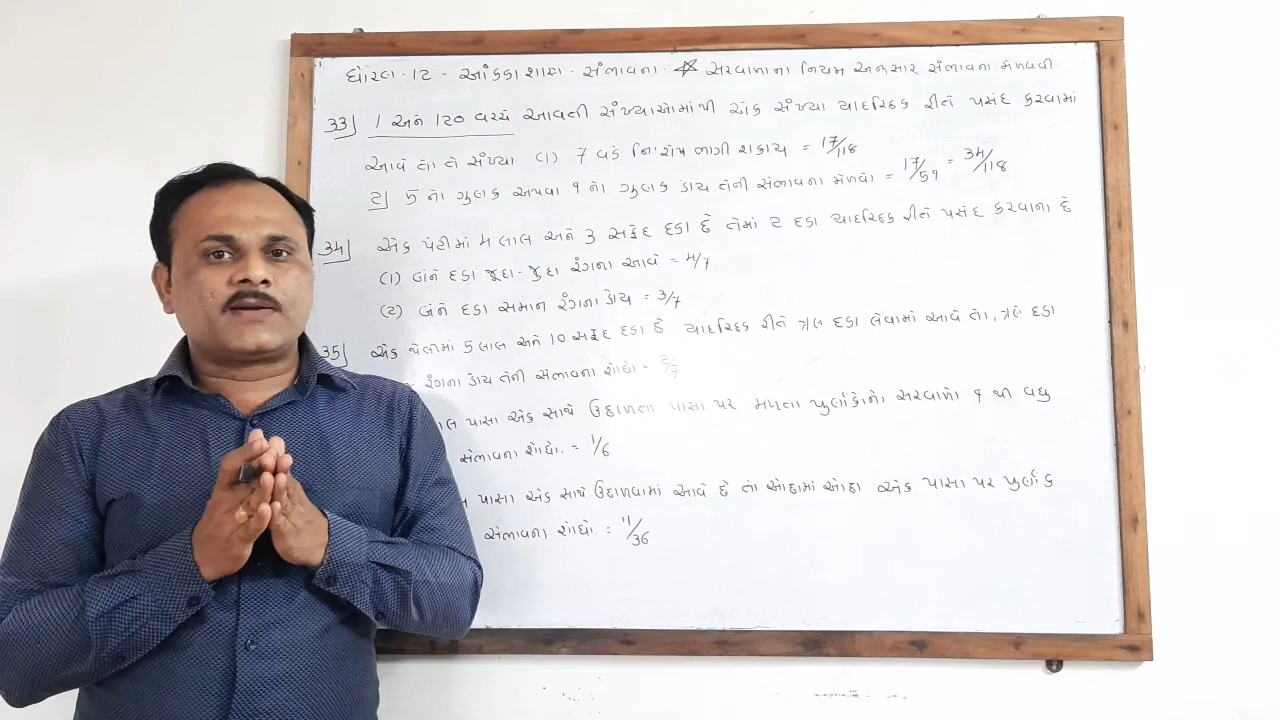 ધોરણ - 12 - આંકડાશાસ્ત્ર - સંભાવના - ☆ સરવાળાના નિયમ અનુસાર સંભાવના મેળવવી
33] 1 અને 120 વચ્ચે આવતી સંખ્યાઓમાંથી એક સંખ્યા યાદચ્છિક રીતે પસંદ કરવામાં
આવે તો તે સંખ્યા (1) 7 વડે નિઃશેષ ભાગી શકાય = 17/118
2] 5 નો ગુણક અથવા 9 નો ગુણક હોય તેની સંભાવના મેળવો = 17/59 = 34/118
34] એક પેટીમાં 4 લાલ અને 3 સફેદ દડા છે તેમાં 2 દડા યાદચ્છિક રીતે પસંદ કરવાના છે
(1) બંને દડા જુદા-જુદા રંગના આવે = 4/7
(2) બંને દડા સમાન રંગના હોય = 3/7
35] એક થેલીમાં 5 લાલ અને 10 સફેદ દડા છે યાદચ્છિક રીતે ત્રણ દડા લેવામાં આવે તો, ત્રણે દડા
રંગના હોય તેની સંભાવના શોધો =
પાસા એક સાથે ઉછાળતા પાસા પર મળતા પુર્ણાંકોનો સરવાળો 9 થી વધુ
સંભાવના શોધો. = 1/6
પાસા એક સાથે ઉછાળવામાં આવે છે તો ઓછામાં ઓછા એક પાસા પર પુર્ણાંક
સંભાવના શોધો. = 11/36